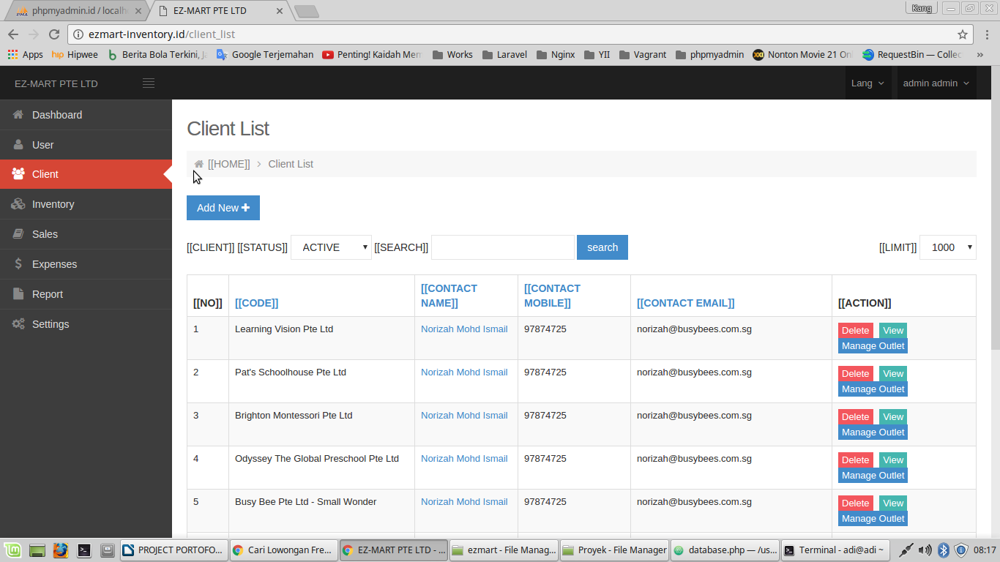 phpmyadmin.id / localh
EZ-MART PTE LTD
Kang
ezmart-inventory.id/client_list
Apps
Hipwee
Berita Bola Terkini, J
Google Terjemahan
Penting! Kaidah Mem
Works
Laravel
Nginx
YII
Vagrant
phpmyadmin
Nonton Movie 21 Onl
RequestBin — Collec
EZ-MART PTE LTD
Lang
admin admin
Dashboard
User
Client
Inventory
Sales
Expenses
Report
Settings
Client List
[[HOME]] > Client List
Add New
[[CLIENT]] [[STATUS]] ACTIVE [[SEARCH]] search [[LIMIT]] 1000
[[NO]] [[CODE]] [[CONTACT NAME]] [[CONTACT MOBILE]] [[CONTACT EMAIL]] [[ACTION]]
1 Learning Vision Pte Ltd Norizah Mohd Ismail 97874725 norizah@busybees.com.sg Delete View
Manage Outlet
2 Pat's Schoolhouse Pte Ltd Norizah Mohd Ismail 97874725 norizah@busybees.com.sg Delete View
Manage Outlet
3 Brighton Montessori Pte Ltd Norizah Mohd Ismail 97874725 norizah@busybees.com.sg Delete View
Manage Outlet
4 Odyssey The Global Preschool Pte Ltd Norizah Mohd Ismail 97874725 norizah@busybees.com.sg Delete View
Manage Outlet
5 Busy Bee Pte Ltd - Small Wonder Norizah Mohd Ismail 97874725 norizah@busybees.com.sg Delete View
Manage Outlet
PROJECT PORTOFO...
Cari Lowongan Fre...
EZ-MART PTE LTD - ...
ezmart - File Manag...
Proyek - File Manager
database.php — /us...
Terminal - adi@adi ~
08:17